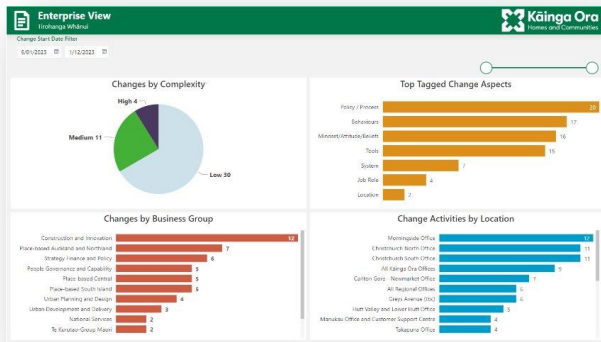 Enterprise View
Tirohanga Whānui
Kāinga Ora
Homes and Communities
Change Start Date Filter
5/01/2023
1/12/2023
Changes by Complexity
High 4
Medium 11
Low 30
Top Tagged Change Aspects
Policy / Process 20
Behaviours 17
Mindset/Attitude/Beliefs 16
Tools 15
System 7
Job Role 4
Location 2
Changes by Business Group
Construction and Innovation 12
Place-based Auckland and Northland 7
Strategy Finance and Policy 6
People Governance and Capability 5
Place-based Central 5
Place-based South Island 5
Urban Planning and Design 4
Urban Development and Delivery 3
National Services 2
Te Kurutao Group Maori 2
Change Activities by Location
Morningside Office 12
Christchurch North Office 11
Christchurch South Office 11
All Kāinga Ora Offices 9
Carlton Gore - Newmarket Office 7
All Regional Offices
Greys Avenue (tbc)
Hutt Valley and Lower Hutt Office
Manukau Office and Customer Support Centre 4
Takapuna Office 4